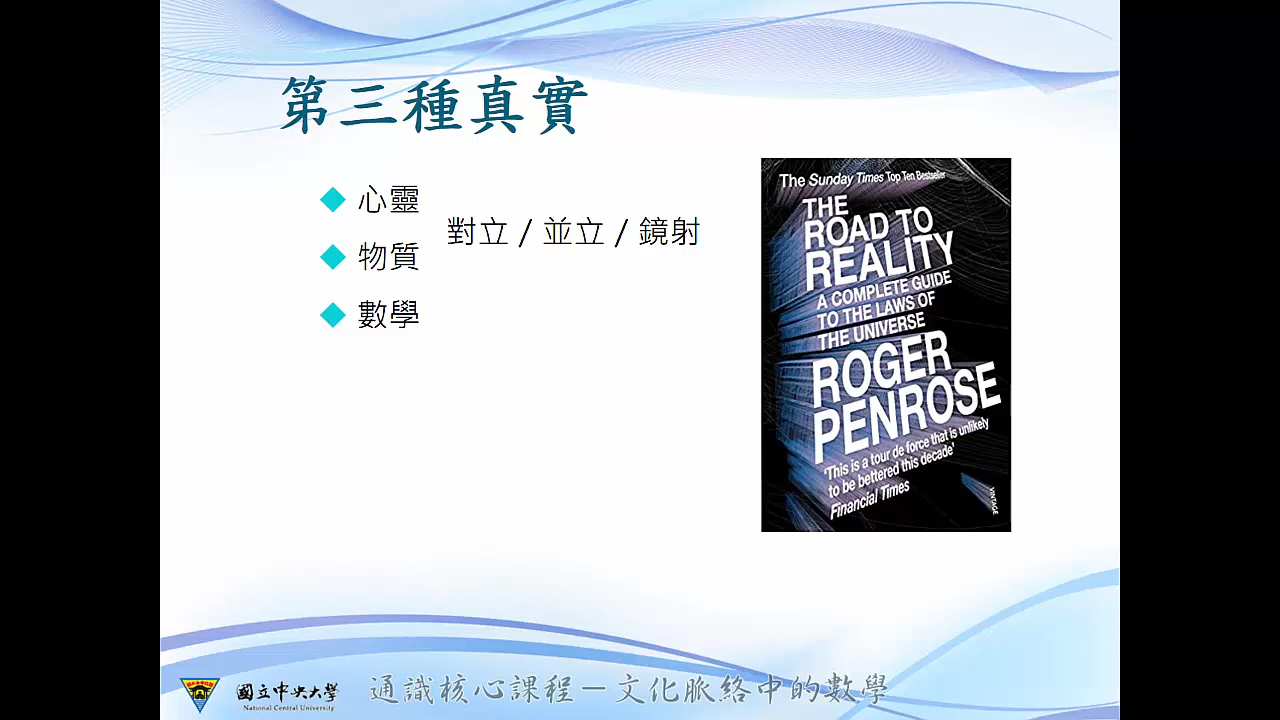 第三種真實
心靈
對立 / 並立 / 鏡射
物質
數學
The Sunday Times Top Ten Bestseller
THE
ROAD TO
REALITY
A COMPLETE GUIDE
TO THE LAWS OF
THE UNIVERSE
ROGER
PENROSE
'This is a tour de force that is unlikely
to be bettered this decade'
Financial Times
VINTAGE
國立中央大學
National Central University
通識核心課程－文化脈絡中的數學